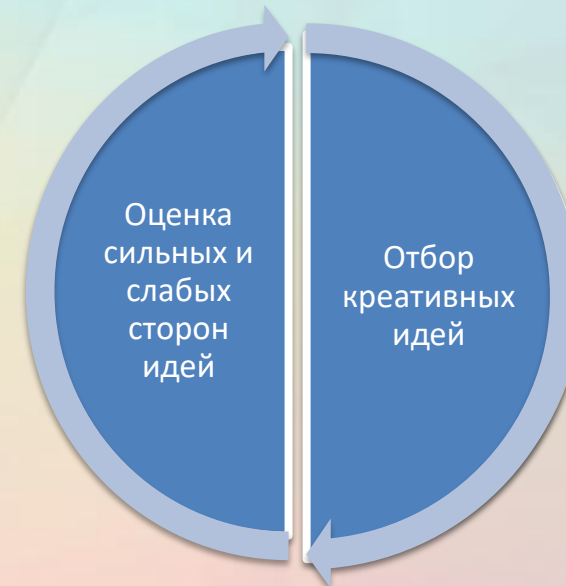 Оценка
сильных и
слабых
сторон
идей
Отбор
креативных
идей